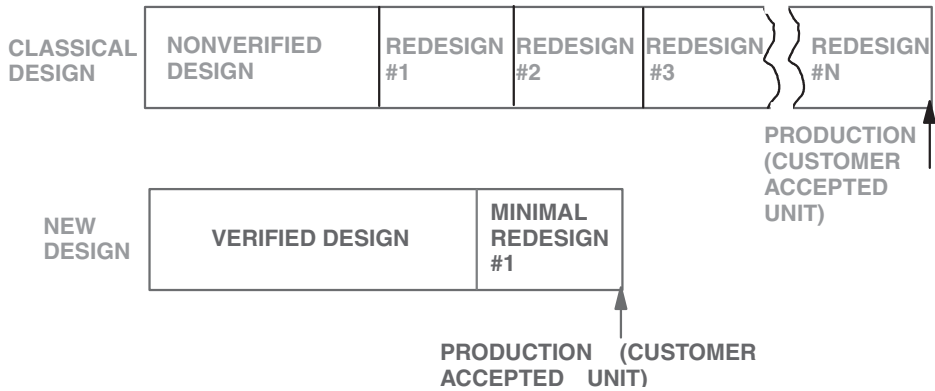 CLASSICAL
DESIGN
NONVERIFIED
DESIGN
REDESIGN
#1
REDESIGN
#2
REDESIGN
#3
REDESIGN
#N
PRODUCTION
(CUSTOMER
ACCEPTED
UNIT)
NEW
DESIGN
VERIFIED DESIGN
MINIMAL
REDESIGN
#1
PRODUCTION (CUSTOMER
ACCEPTED UNIT)